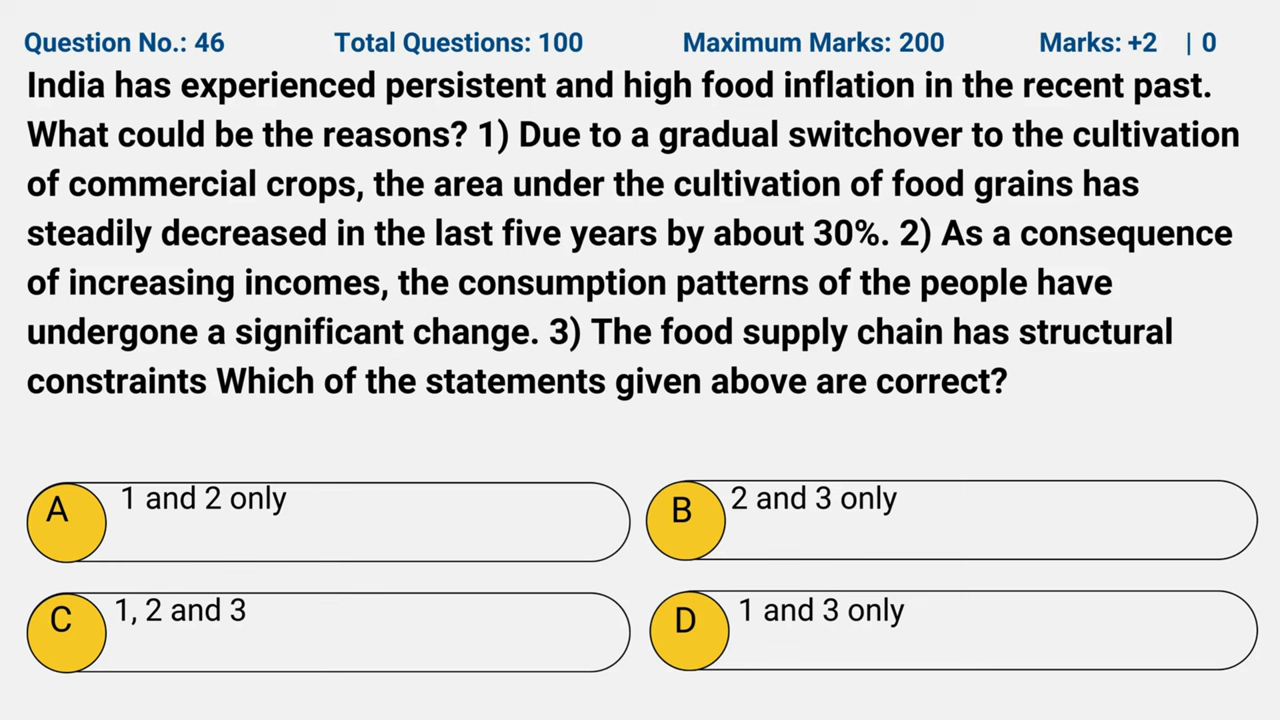 Question No.: 46 Total Questions: 100 Maximum Marks: 200 Marks: +2 | 0
India has experienced persistent and high food inflation in the recent past.
What could be the reasons? 1) Due to a gradual switchover to the cultivation
of commercial crops, the area under the cultivation of food grains has
steadily decreased in the last five years by about 30%. 2) As a consequence
of increasing incomes, the consumption patterns of the people have
undergone a significant change. 3) The food supply chain has structural
constraints Which of the statements given above are correct?
A 1 and 2 only
B 2 and 3 only
C 1, 2 and 3
D 1 and 3 only